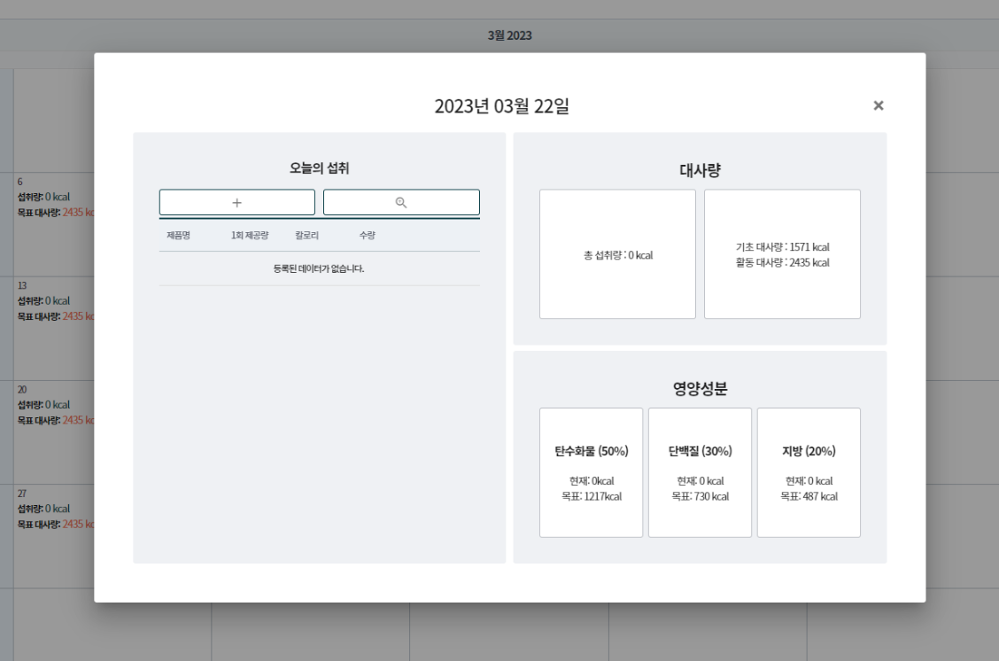 3월 2023
2023년 03월 22일
×
오늘의 섭취
+
제품명 1회 제공량 칼로리 수량
등록된 데이터가 없습니다.
대사량
총 섭취량 : 0 kcal
기초 대사량 : 1571 kcal
활동 대사량 : 2435 kcal
영양성분
탄수화물 (50%)
현재: 0kcal
목표: 1217kcal
단백질 (30%)
현재: 0 kcal
목표: 730 kcal
지방 (20%)
현재: 0 kcal
목표: 487 kcal
6
섭취량: 0 kcal
목표 대사량: 2435 kc
13
섭취량: 0 kcal
목표 대사량: 2435 kc
20
섭취량: 0 kcal
목표 대사량: 2435 kc
27
섭취량: 0 kcal
목표 대사량: 2435 kc